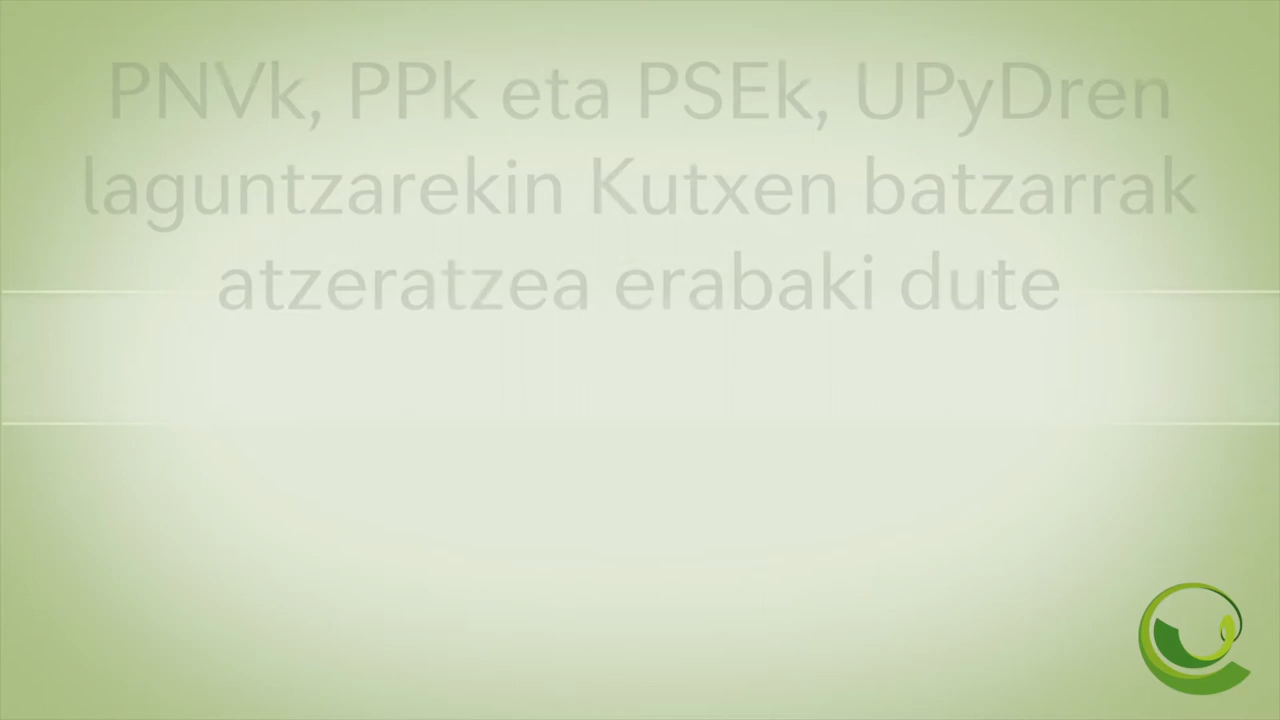 PNVk, PPk eta PSEk, UPyDren
laguntzarekin Kutxen batzarrak
atzeratzea erabaki dute